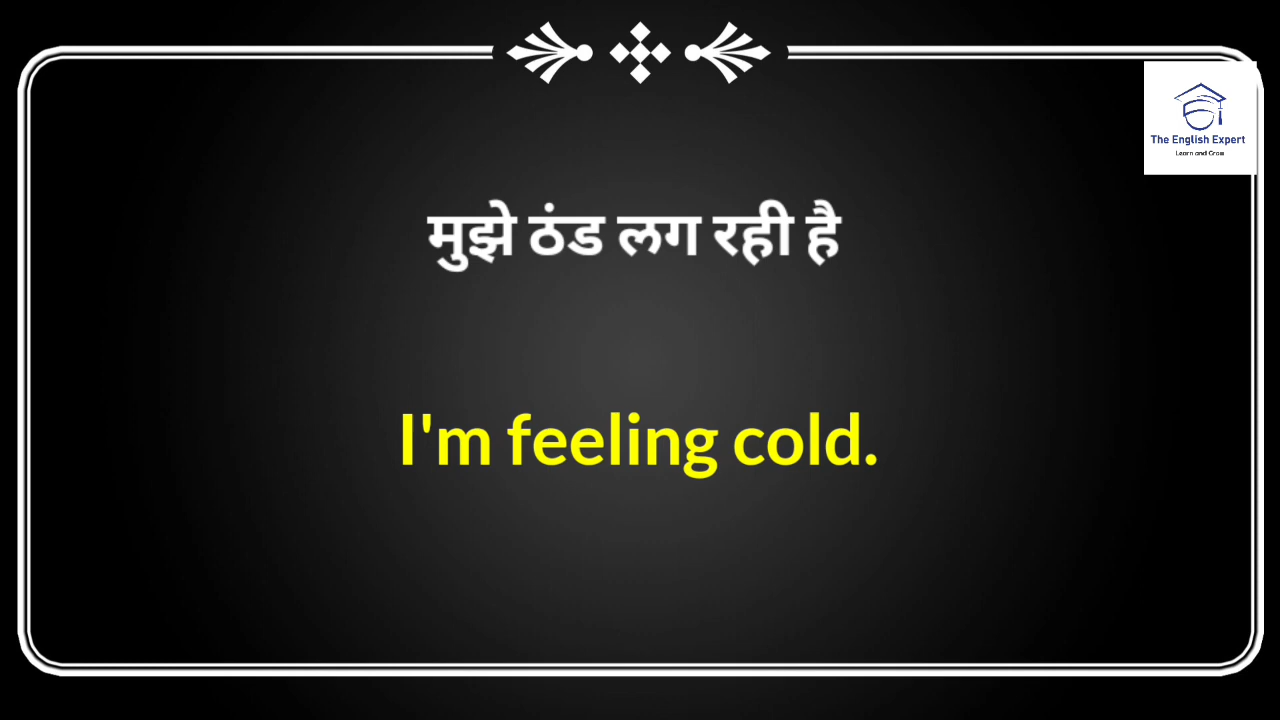 The English Expert
Learn and Grow
मुझे ठंड लग रही है
I'm feeling cold.